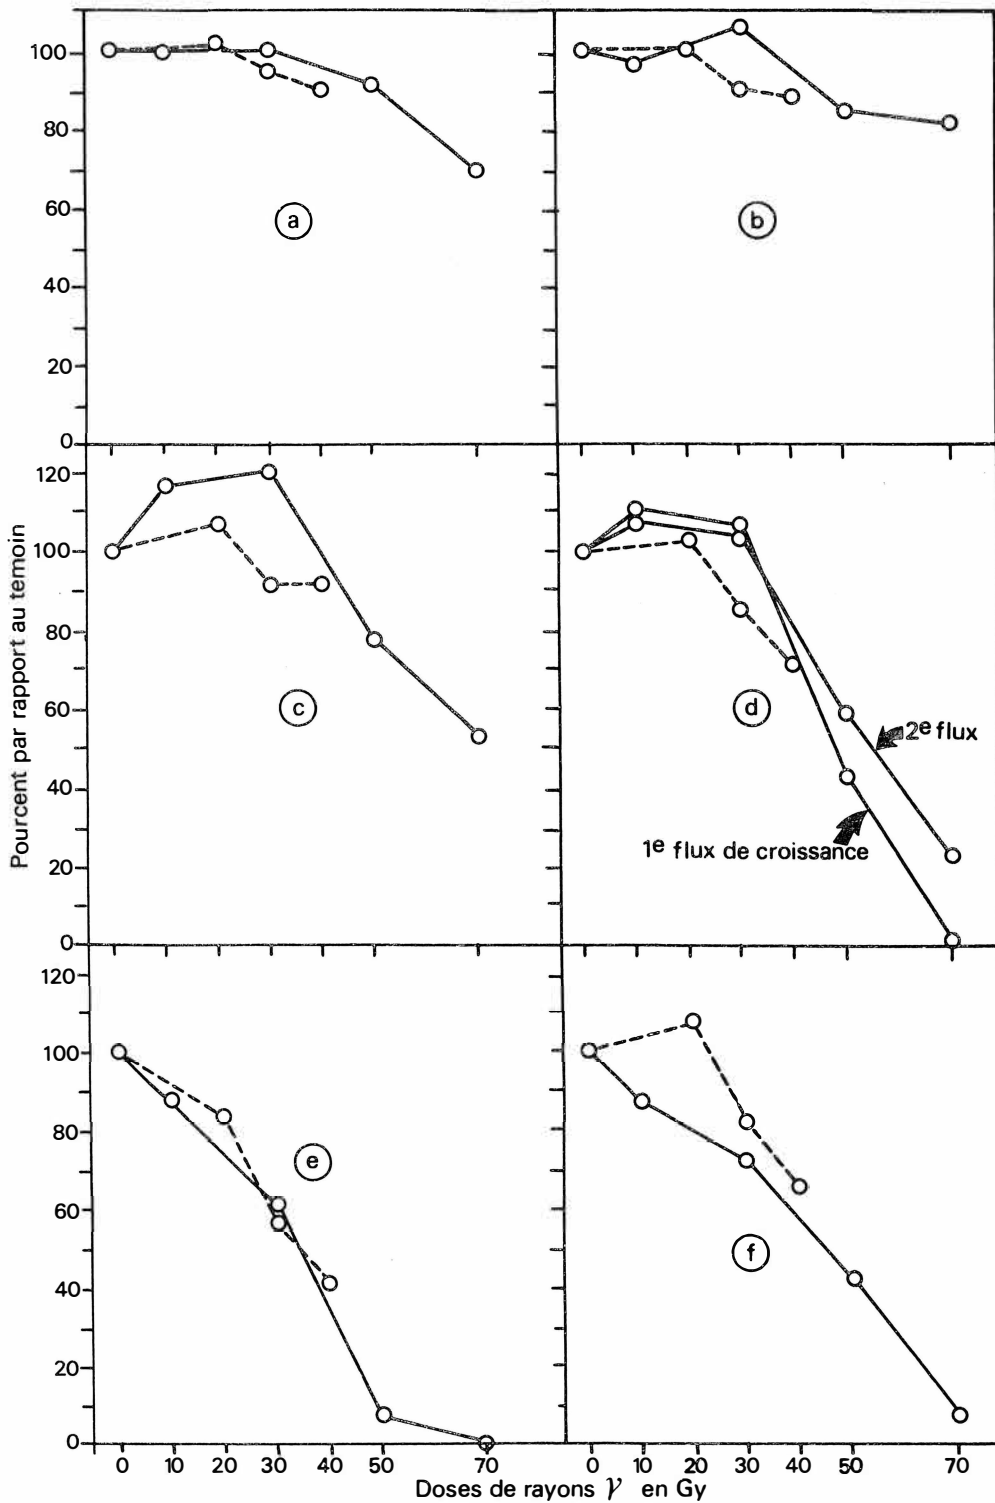 100
80
60
40
20
0
a
b
120
100
80
60
40
20
0
c
d
2e flux
1e flux de croissance
120
100
80
60
40
20
0
e
f
0 10 20 30 40 50 70
0 10 20 30 40 50 70
Pourcent par rapport au temoin
Doses de rayons γ en Gy